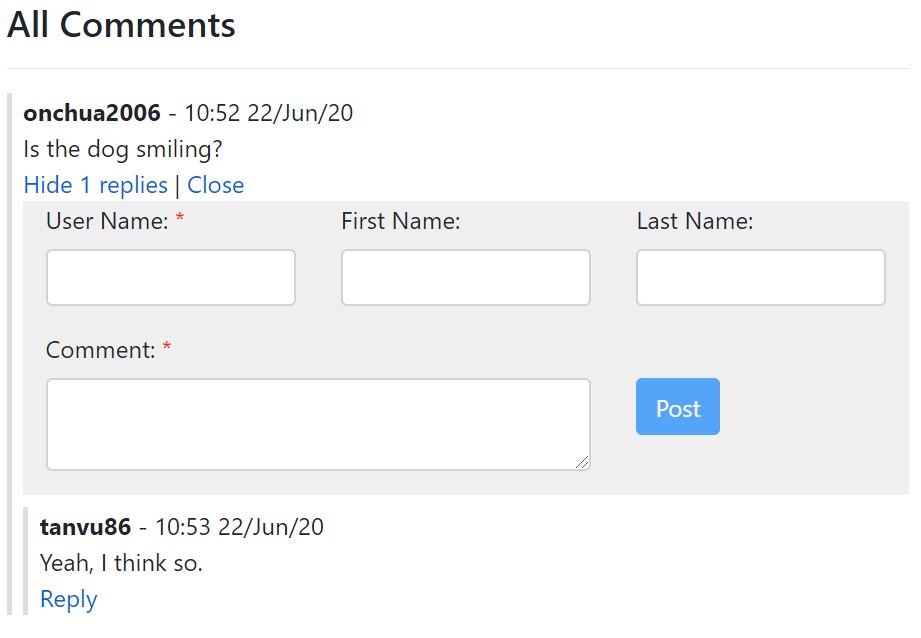 All Comments
onchua2006 - 10:52 22/Jun/20
Is the dog smiling?
Hide 1 replies | Close
User Name: * First Name: Last Name:
Comment: *
Post
tanvu86 - 10:53 22/Jun/20
Yeah, I think so.
Reply